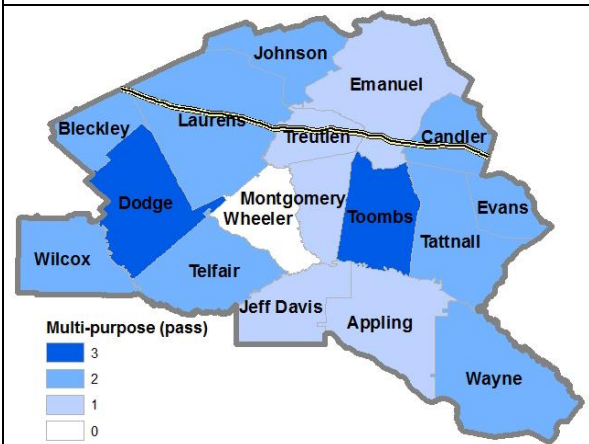 Johnson
Emanuel
Bleckley
Laurens
Treutlen
Candler
Dodge
Montgomery
Wheeler
Toombs
Evans
Tattnall
Wilcox
Telfair
Jeff Davis
Appling
Wayne
Multi-purpose (pass)
3
2
1
0